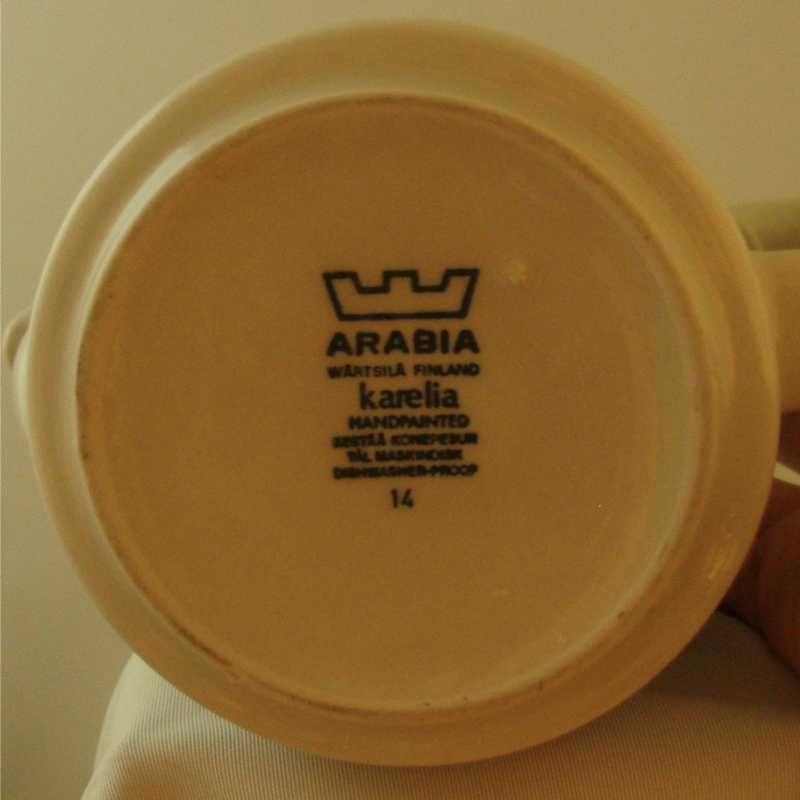 ARABIA
WÄRTSILÄ FINLAND
karelia
HANDPAINTED
KESTÄÄ KONEPESUN
TÅL MASKINDISK
DISHWASHER-PROOF
14